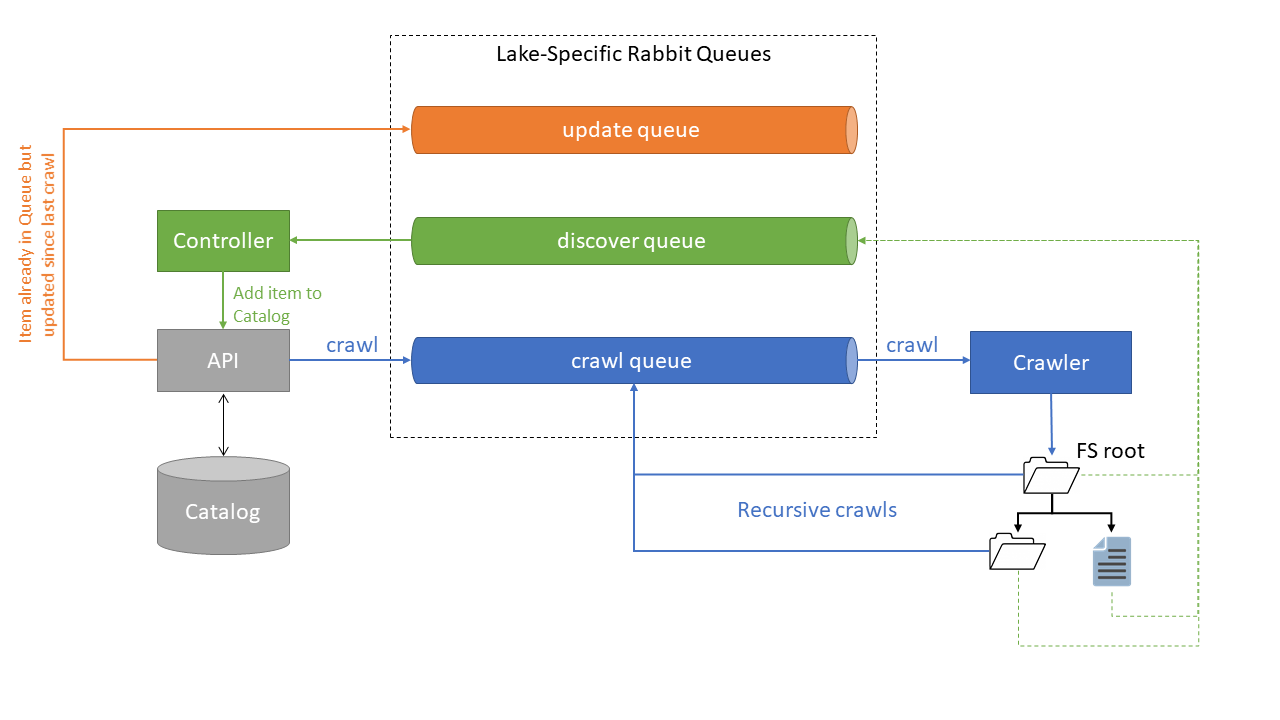 Lake-Specific Rabbit Queues
update queue
Item already in Queue but
updated since last crawl
Controller
discover queue
Add item to
Catalog
API
crawl
crawl queue
crawl
Crawler
FS root
Catalog
Recursive crawls